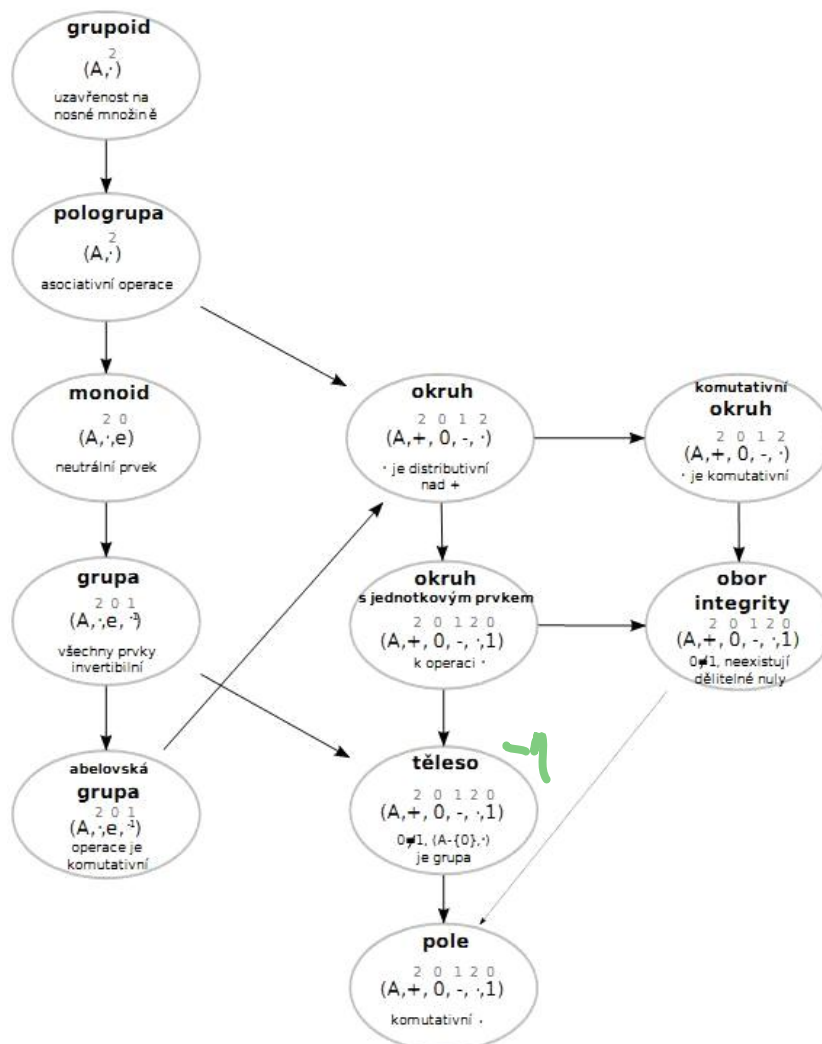 grupoid
2
(A,·)
uzavřenost na
nosné množině
pologrupa
2
(A,·)
asociativní operace
monoid
2 0
(A,·,e)
neutrální prvek
grupa
2 0 1
(A,·,e,⁻¹)
všechny prvky
invertibilní
abelovská
grupa
2 0 1
(A,·,e,⁻¹)
operace je
komutativní
okruh
2 0 1 2
(A,+, 0, -, ·)
· je distributivní
nad +
okruh
s jednotkovým prvkem
2 0 1 2 0
(A,+, 0, -, ·,1)
k operaci ·
těleso
-1
2 0 1 2 0
(A,+, 0, -, ·,1)
0≠1, (A-{0},·)
je grupa
pole
2 0 1 2 0
(A,+, 0, -, ·,1)
komutativní ·
komutativní
okruh
2 0 1 2
(A,+, 0, -, ·)
· je komutativní
obor
integrity
2 0 1 2 0
(A,+, 0, -, ·,1)
0≠1, neexistují
dělitelné nuly